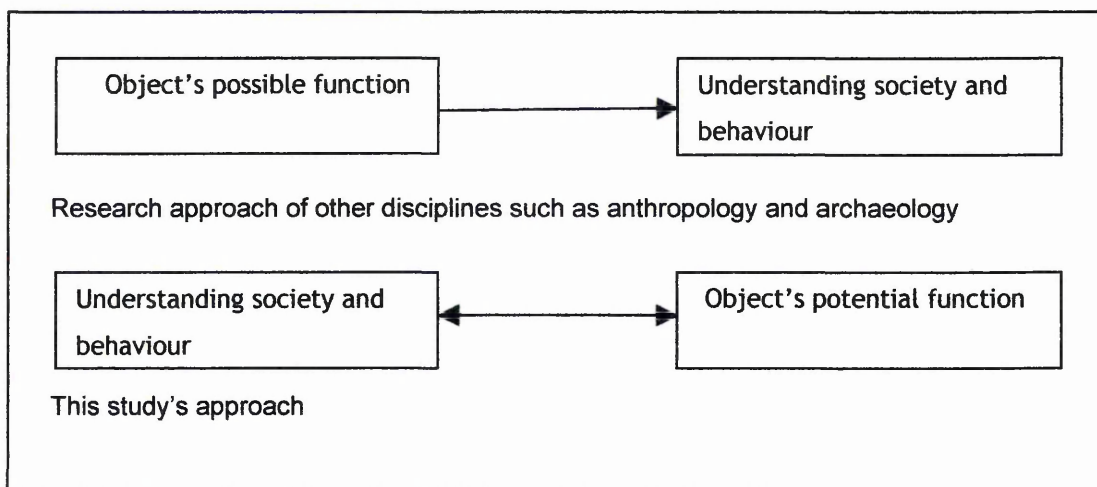 Object's possible function
Understanding society and
behaviour
Research approach of other disciplines such as anthropology and archaeology
Understanding society and
behaviour
Object's potential function
This study's approach